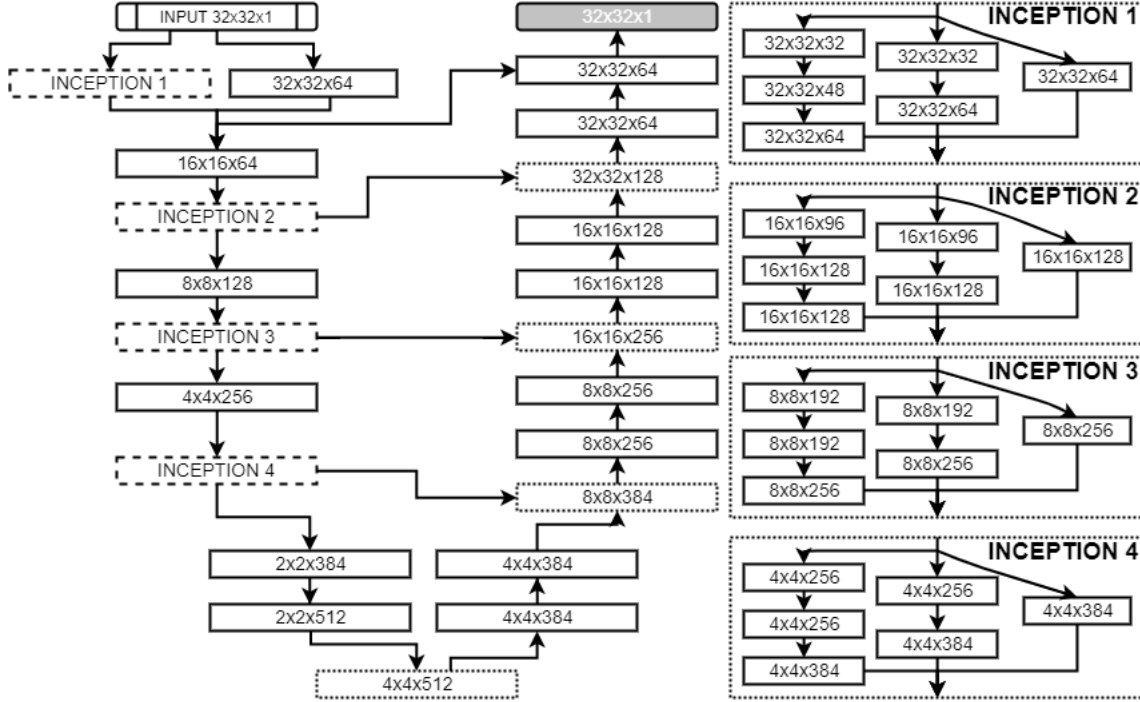 INPUT 32x32x1
INCEPTION 1
32x32x64
16x16x64
INCEPTION 2
8x8x128
INCEPTION 3
4x4x256
INCEPTION 4
2x2x384
2x2x512
4x4x512
4x4x384
4x4x384
8x8x384
8x8x256
8x8x256
16x16x256
16x16x128
16x16x128
32x32x128
32x32x64
32x32x64
32x32x1
INCEPTION 1
32x32x32
32x32x48
32x32x64
32x32x32
32x32x64
32x32x64
INCEPTION 2
16x16x96
16x16x128
16x16x128
16x16x96
16x16x128
16x16x128
INCEPTION 3
8x8x192
8x8x192
8x8x256
8x8x192
8x8x256
8x8x256
INCEPTION 4
4x4x256
4x4x256
4x4x384
4x4x256
4x4x384
4x4x384